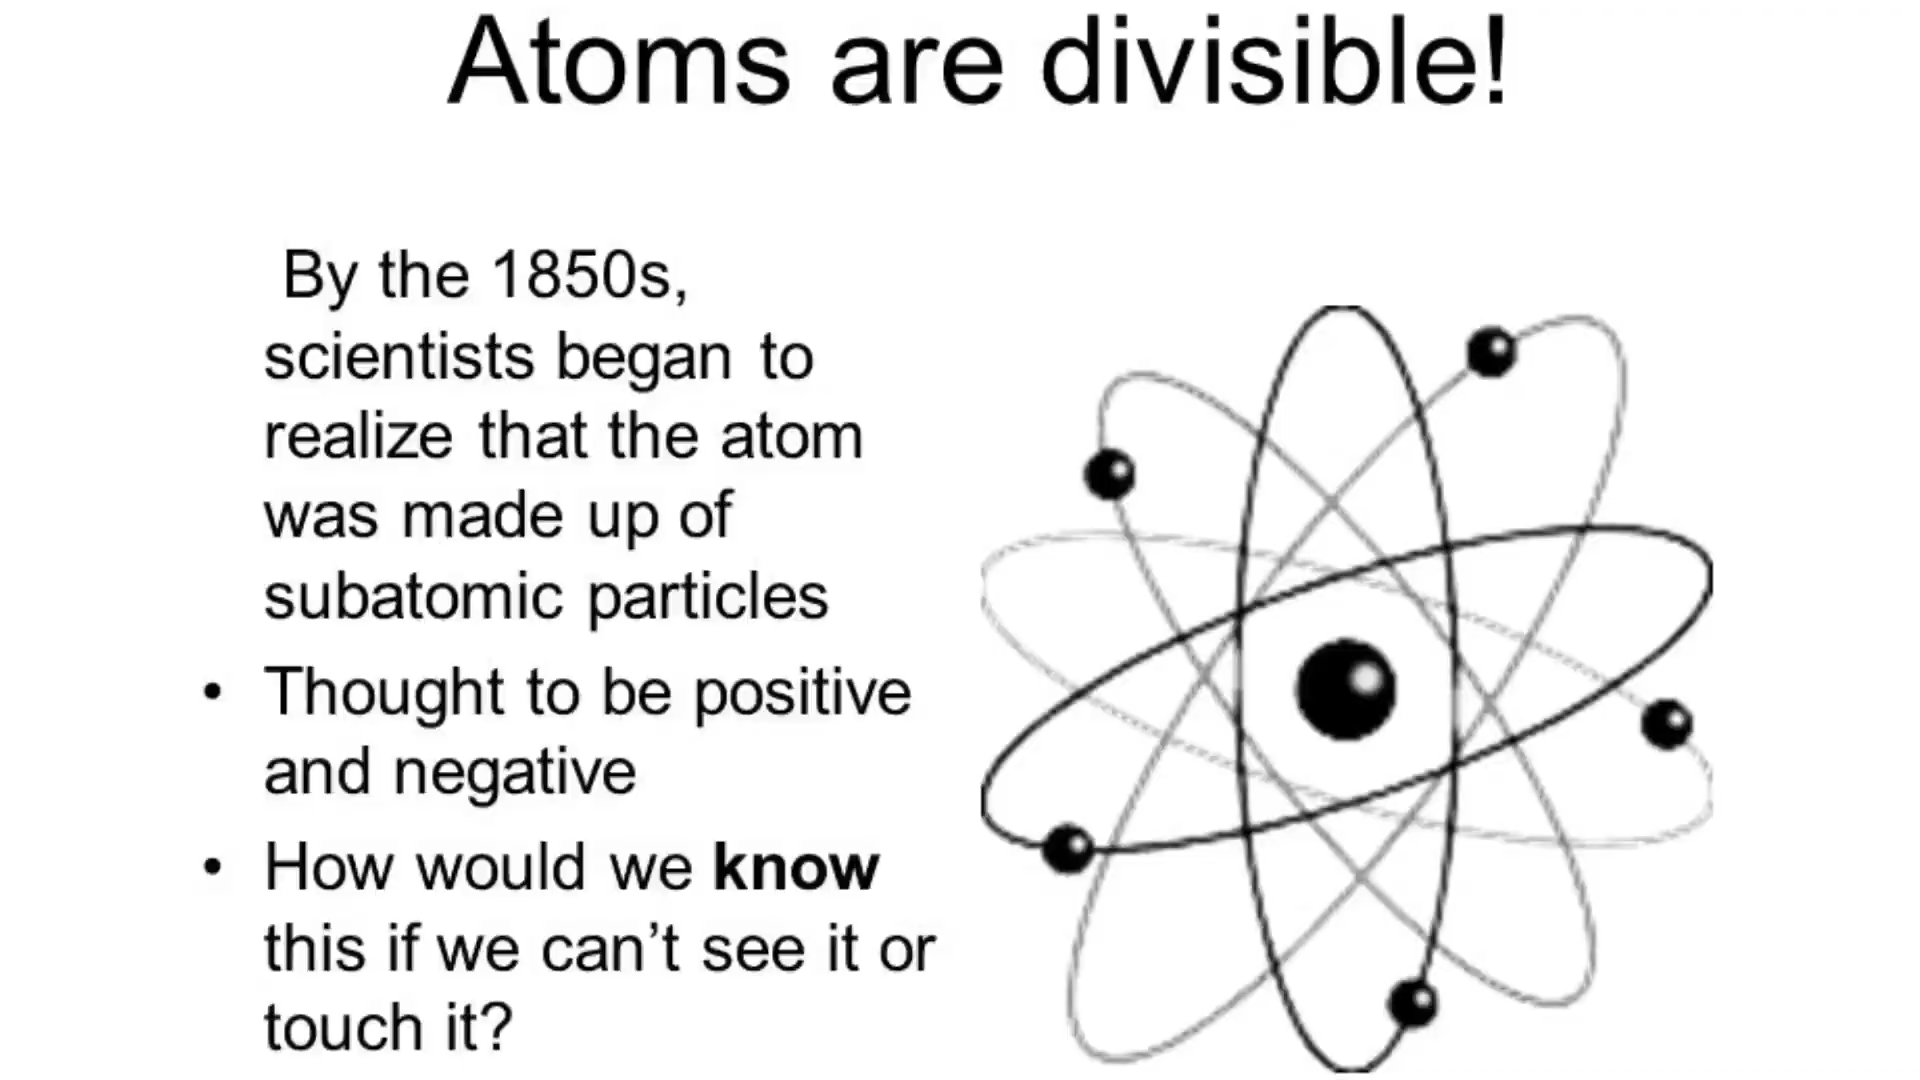 Atoms are divisible!
By the 1850s,
scientists began to
realize that the atom
was made up of
subatomic particles
• Thought to be positive
and negative
• How would we know
this if we can’t see it or
touch it?